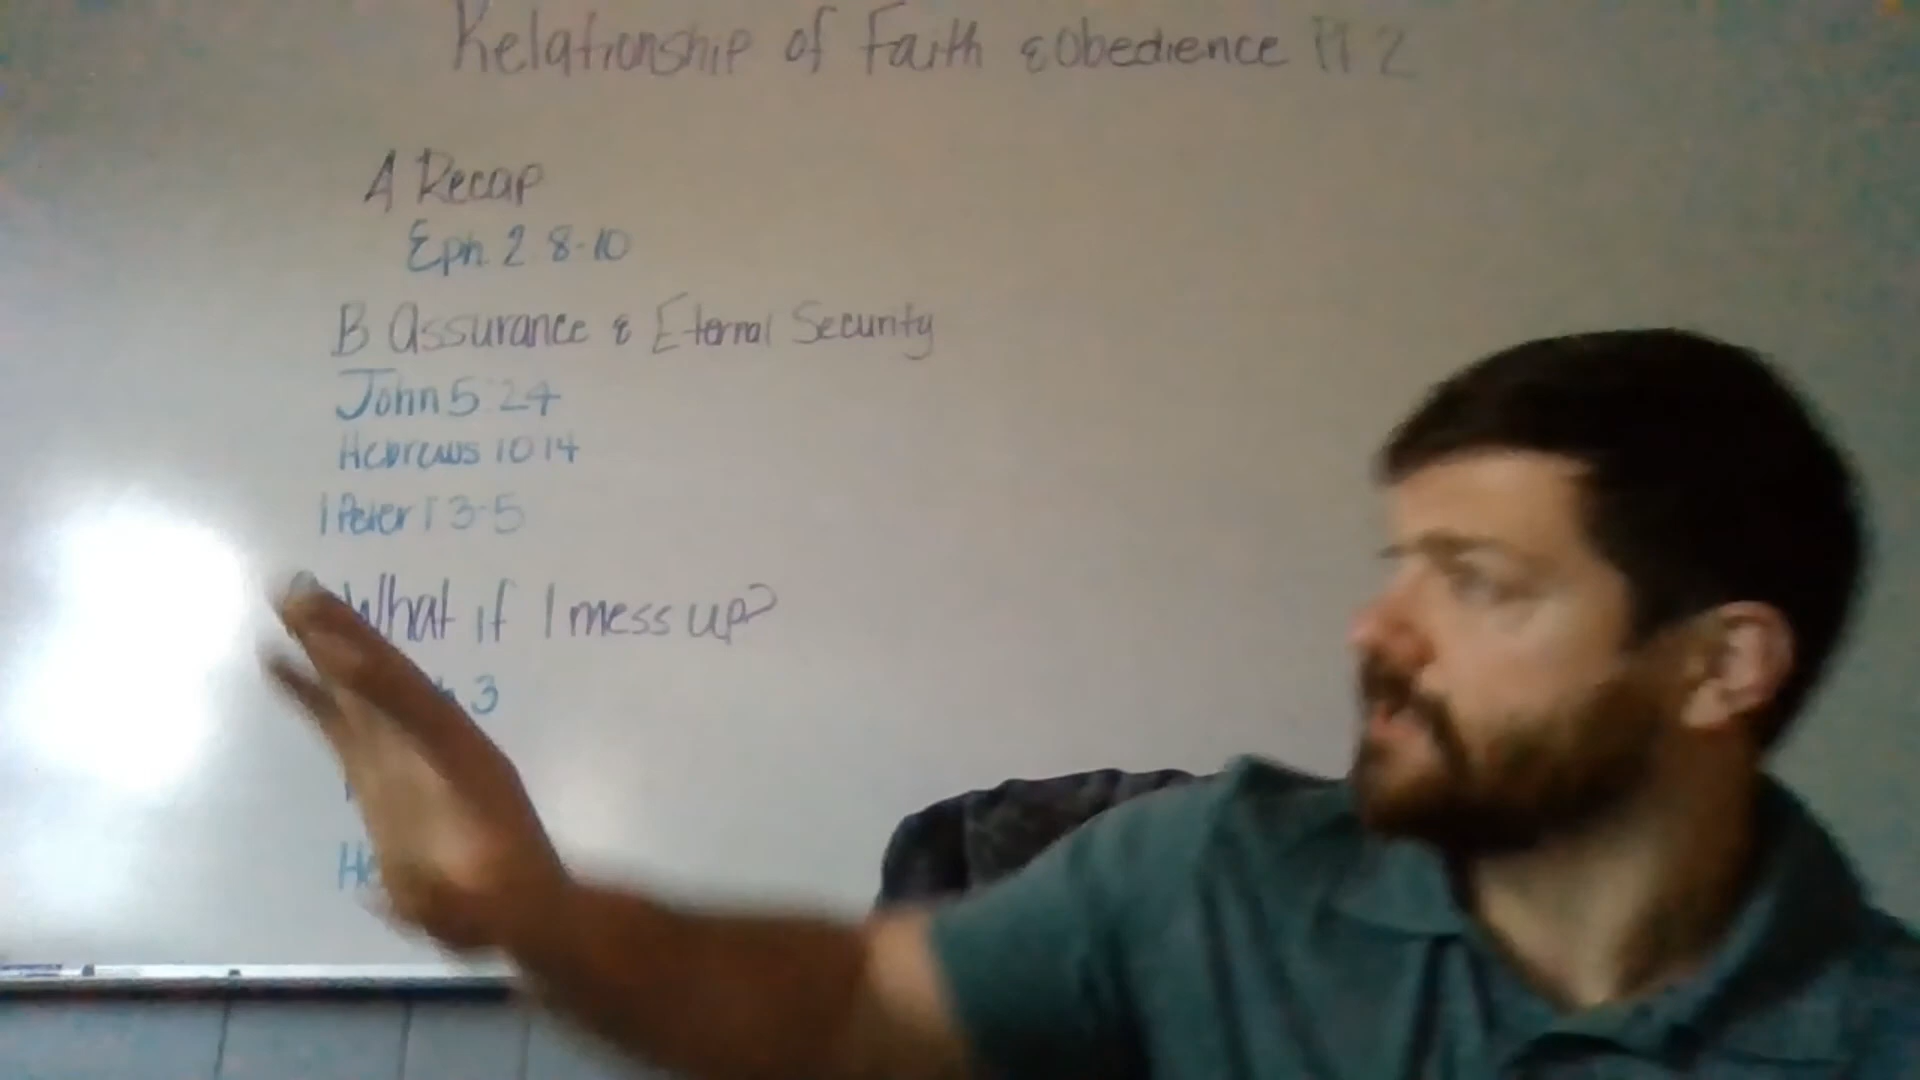 Relationship of Faith & Obedience Pt 2
A Recap
Eph. 2 8-10
B Assurance & Eternal Security
John 5:24
Hebrews 10 14
1 Peter 1 3-5
What if I mess up?
3